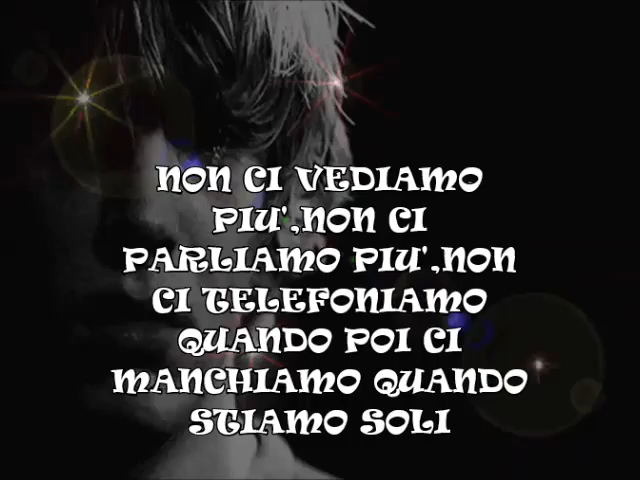 NON CI VEDIAMO
PIU',NON CI
PARLIAMO PIU',NON
CI TELEFONIAMO
QUANDO POI CI
MANCHIAMO QUANDO
STIAMO SOLI